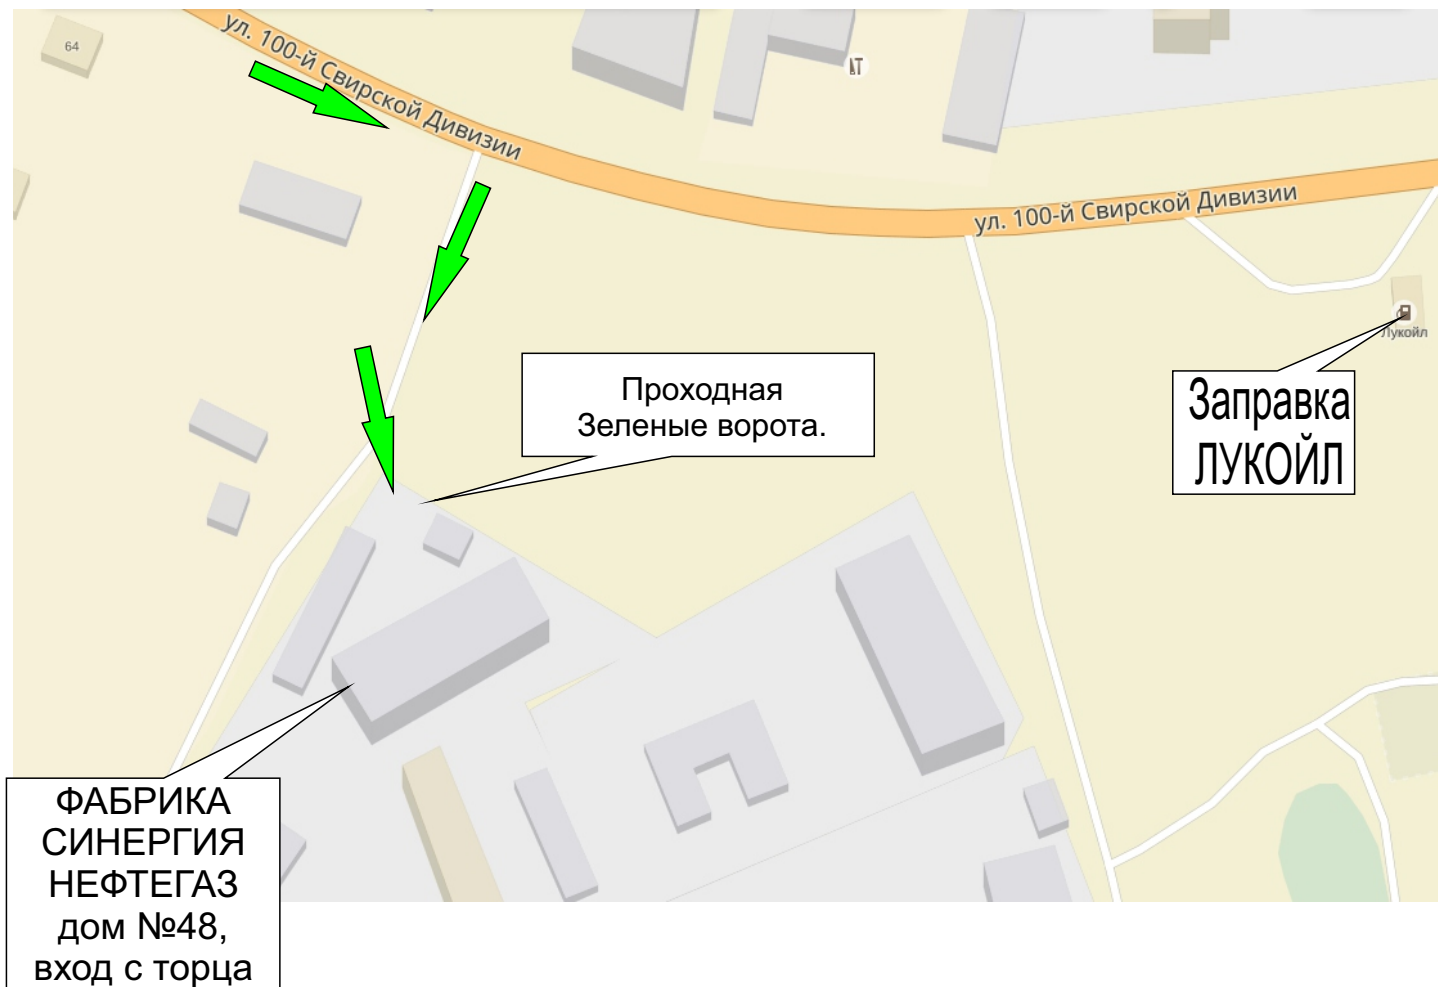 ул. 100-й Свирской Дивизии
64
ул. 100-й Свирской Дивизии
Лукойл
Проходная
Зеленые ворота.
Заправка
ЛУКОЙЛ
ФАБРИКА
СИНЕРГИЯ
НЕФТЕГАЗ
дом №48,
вход с торца